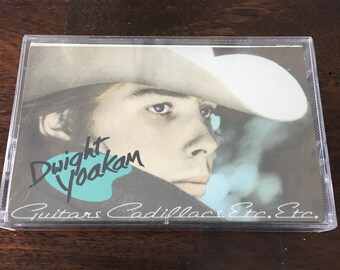 Dwight
Yoakam
Guitars, Cadillacs, Etc., Etc.